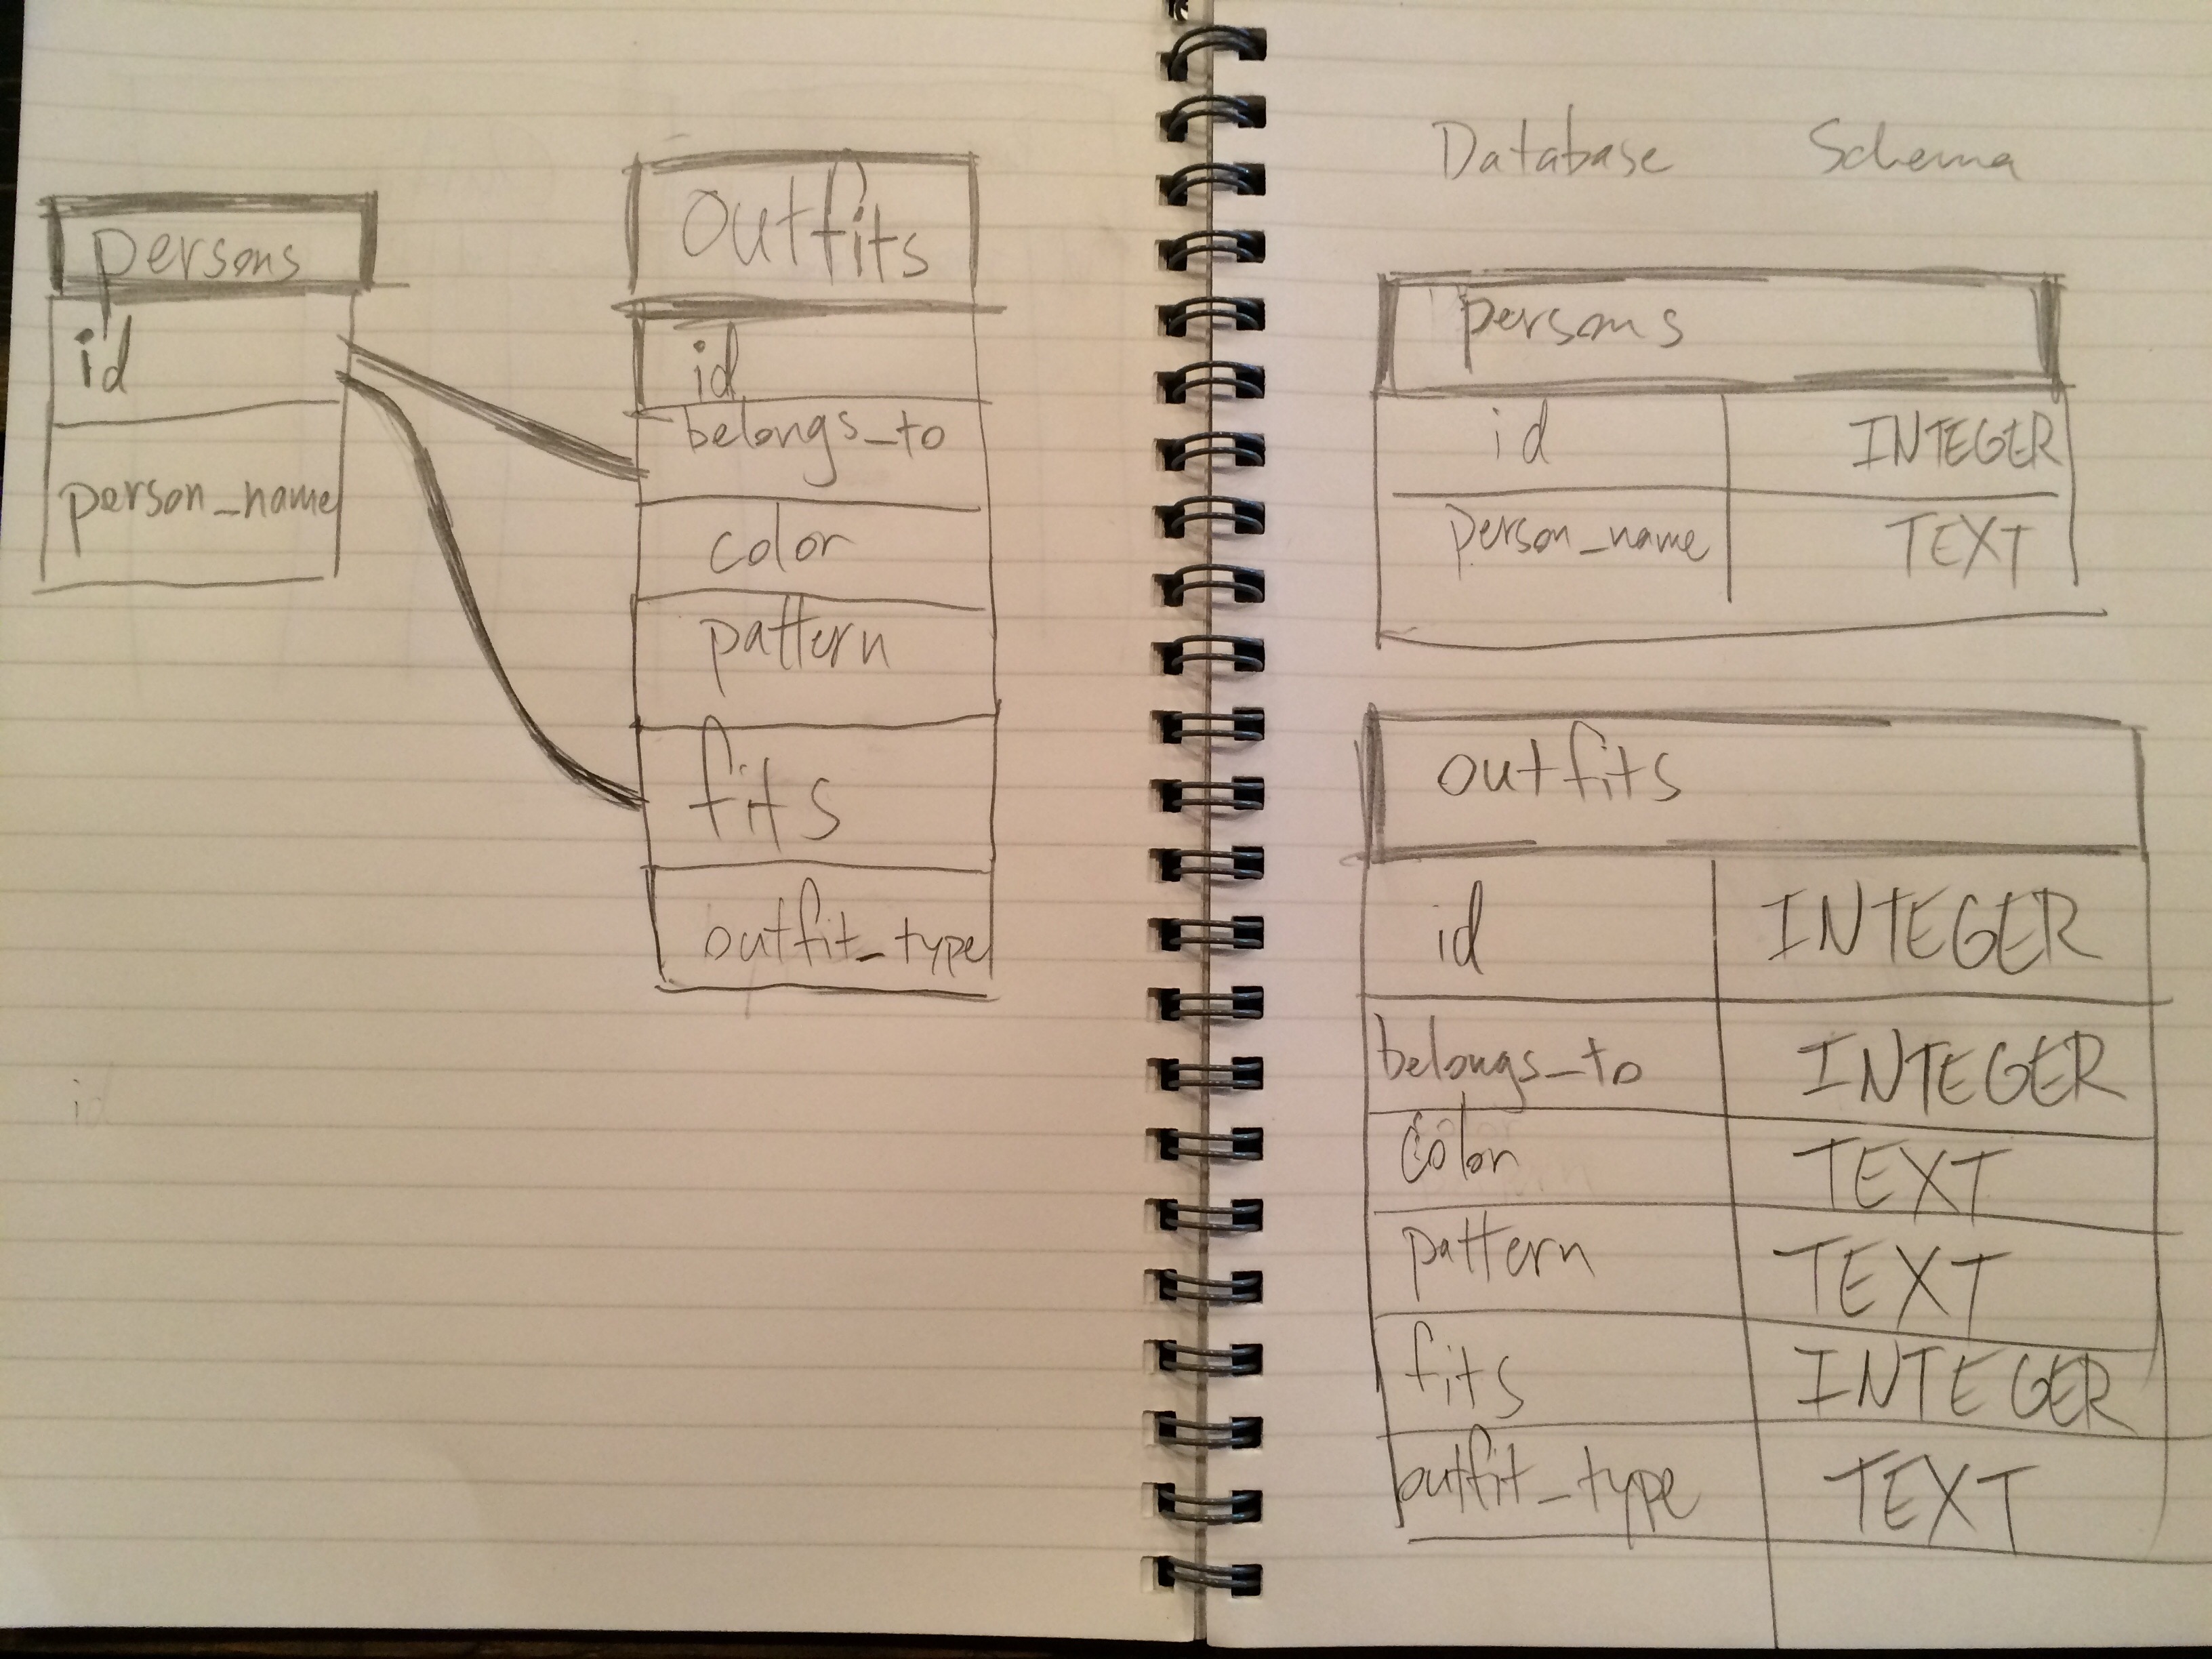 persons
id
person_name
outfits
id
belongs_to
color
pattern
fits
outfit_type
id
Database Schema
persons
id INTEGER
person_name TEXT
outfits
id INTEGER
belongs_to INTEGER
color TEXT
pattern TEXT
fits INTEGER
outfit_type TEXT